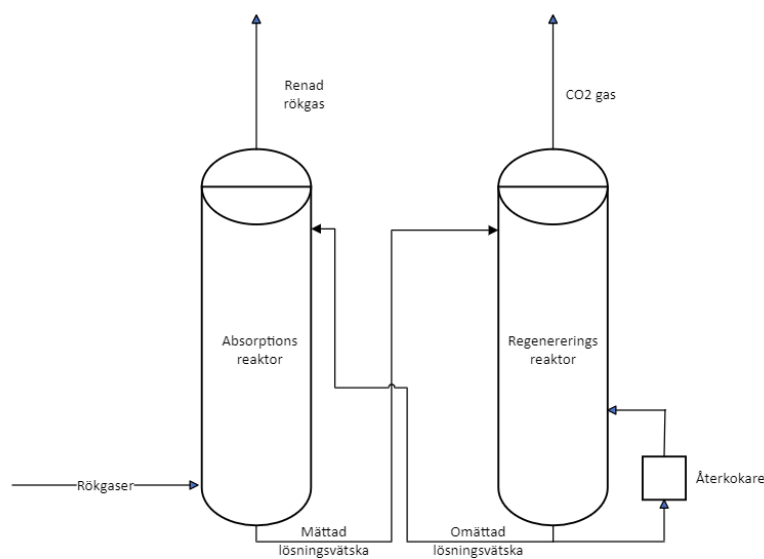 Renad
rökgas
CO2 gas
Absorptions
reaktor
Regenererings
reaktor
Rökgaser
Återkokare
Mättad
lösningsvätska
Omättad
lösningsvätska